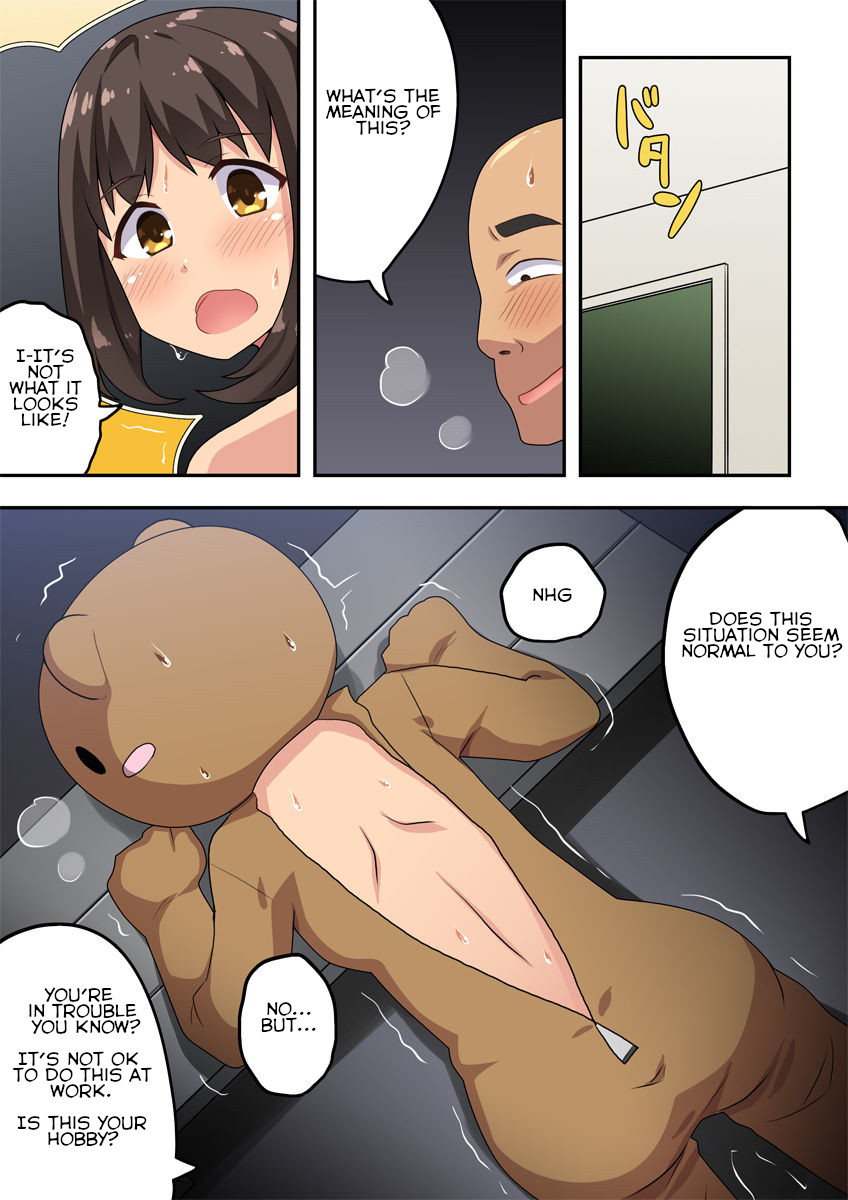 バタン
WHAT'S THE
MEANING OF
THIS?
I-IT'S
NOT
WHAT IT
LOOKS
LIKE!
DOES THIS
SITUATION SEEM
NORMAL TO YOU?
NHG
NO...
BUT...
YOU'RE
IN TROUBLE
YOU KNOW?
IT'S NOT OK
TO DO THIS AT
WORK.
IS THIS YOUR
HOBBY?